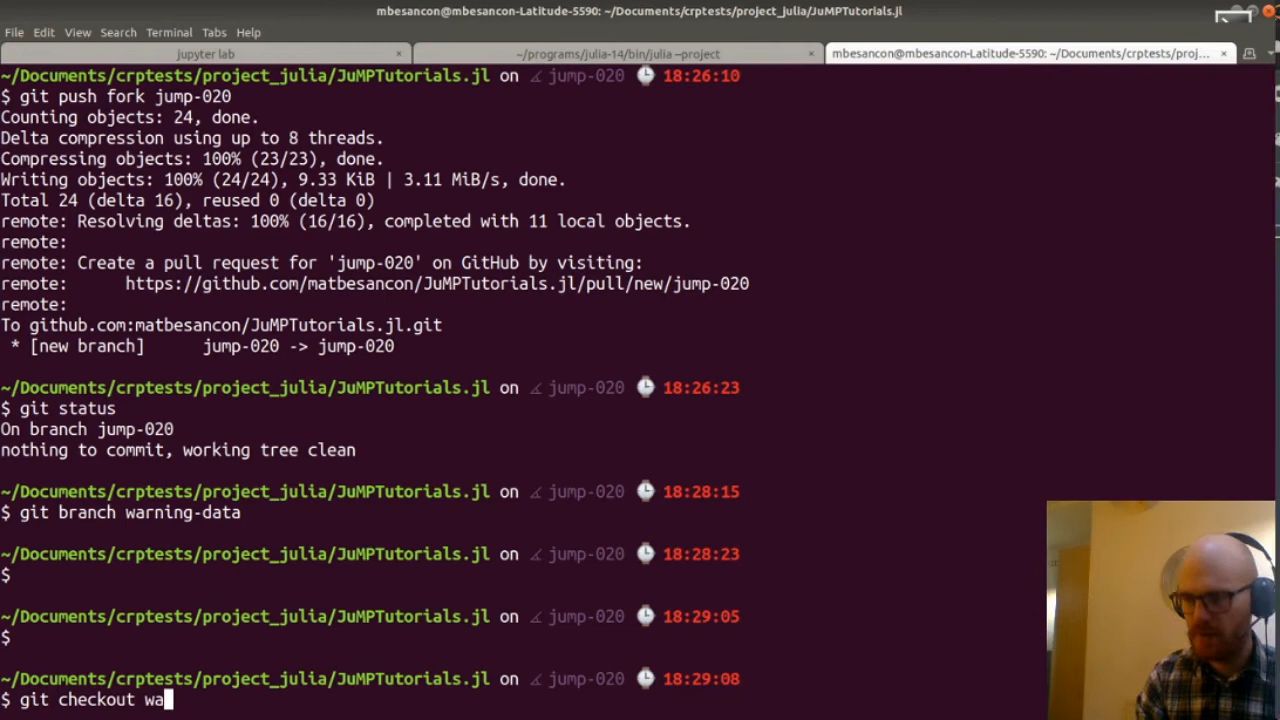 mbesancon@mbesancon-Latitude-5590: ~/Documents/crptests/project_julia/JuMPTutorials.jl
File Edit View Search Terminal Tabs Help
jupyter lab × ~/programs/julia-14/bin/julia --project × mbesancon@mbesancon-Latitude-5590: ~/Documents/crptests/proj... ×
~/Documents/crptests/project_julia/JuMPTutorials.jl on jump-020 18:26:10
$ git push fork jump-020
Counting objects: 24, done.
Delta compression using up to 8 threads.
Compressing objects: 100% (23/23), done.
Writing objects: 100% (24/24), 9.33 KiB | 3.11 MiB/s, done.
Total 24 (delta 16), reused 0 (delta 0)
remote: Resolving deltas: 100% (16/16), completed with 11 local objects.
remote:
remote: Create a pull request for 'jump-020' on GitHub by visiting:
remote:      https://github.com/matbesancon/JuMPTutorials.jl/pull/new/jump-020
remote:
To github.com:matbesancon/JuMPTutorials.jl.git
 * [new branch]      jump-020 -> jump-020
~/Documents/crptests/project_julia/JuMPTutorials.jl on jump-020 18:26:23
$ git status
On branch jump-020
nothing to commit, working tree clean
~/Documents/crptests/project_julia/JuMPTutorials.jl on jump-020 18:28:15
$ git branch warning-data
~/Documents/crptests/project_julia/JuMPTutorials.jl on jump-020 18:28:23
$
~/Documents/crptests/project_julia/JuMPTutorials.jl on jump-020 18:29:05
$
~/Documents/crptests/project_julia/JuMPTutorials.jl on jump-020 18:29:08
$ git checkout wa